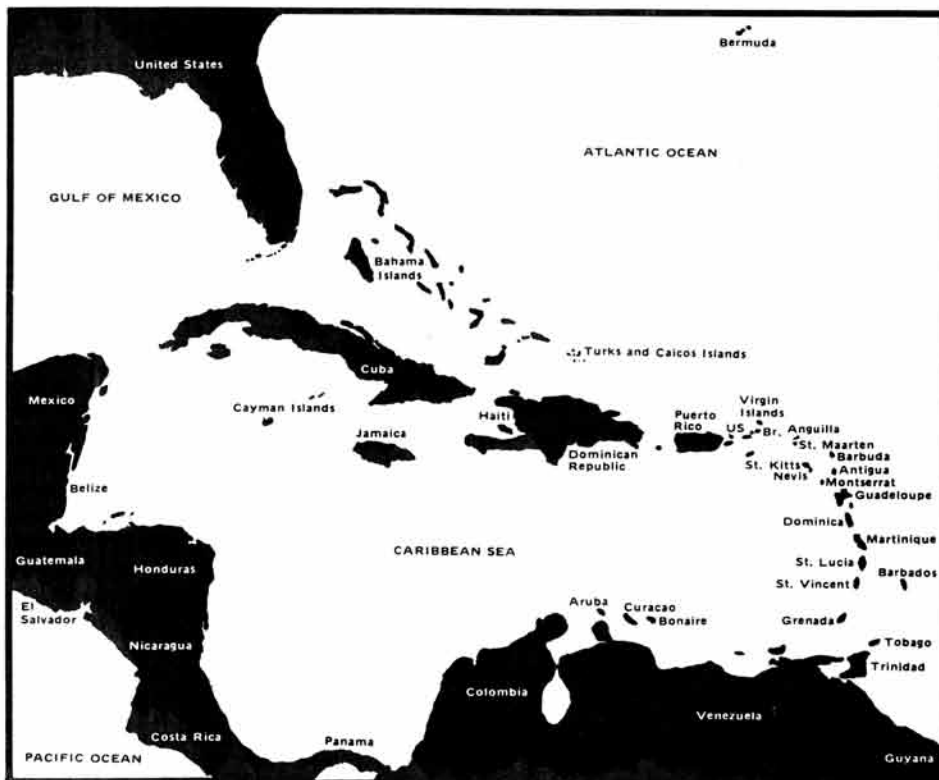 Bermuda
United States
ATLANTIC OCEAN
GULF OF MEXICO
Bahama
Islands
Turks and Caicos Islands
Cuba
Mexico
Cayman Islands
Virgin
Islands
Haiti
Puerto
Rico
US
Br.
Anguilla
Jamaica
St. Maarten
Dominican
Republic
Barbuda
St. Kitts
Nevis
Antigua
Montserrat
Belize
Guadeloupe
Dominica
Martinique
CARIBBEAN SEA
Guatemala
Honduras
St. Lucia
Barbados
St. Vincent
El
Salvador
Aruba
Curacao
Bonaire
Grenada
Nicaragua
Tobago
Trinidad
Colombia
Venezuela
Costa Rica
Panama
PACIFIC OCEAN
Guyana